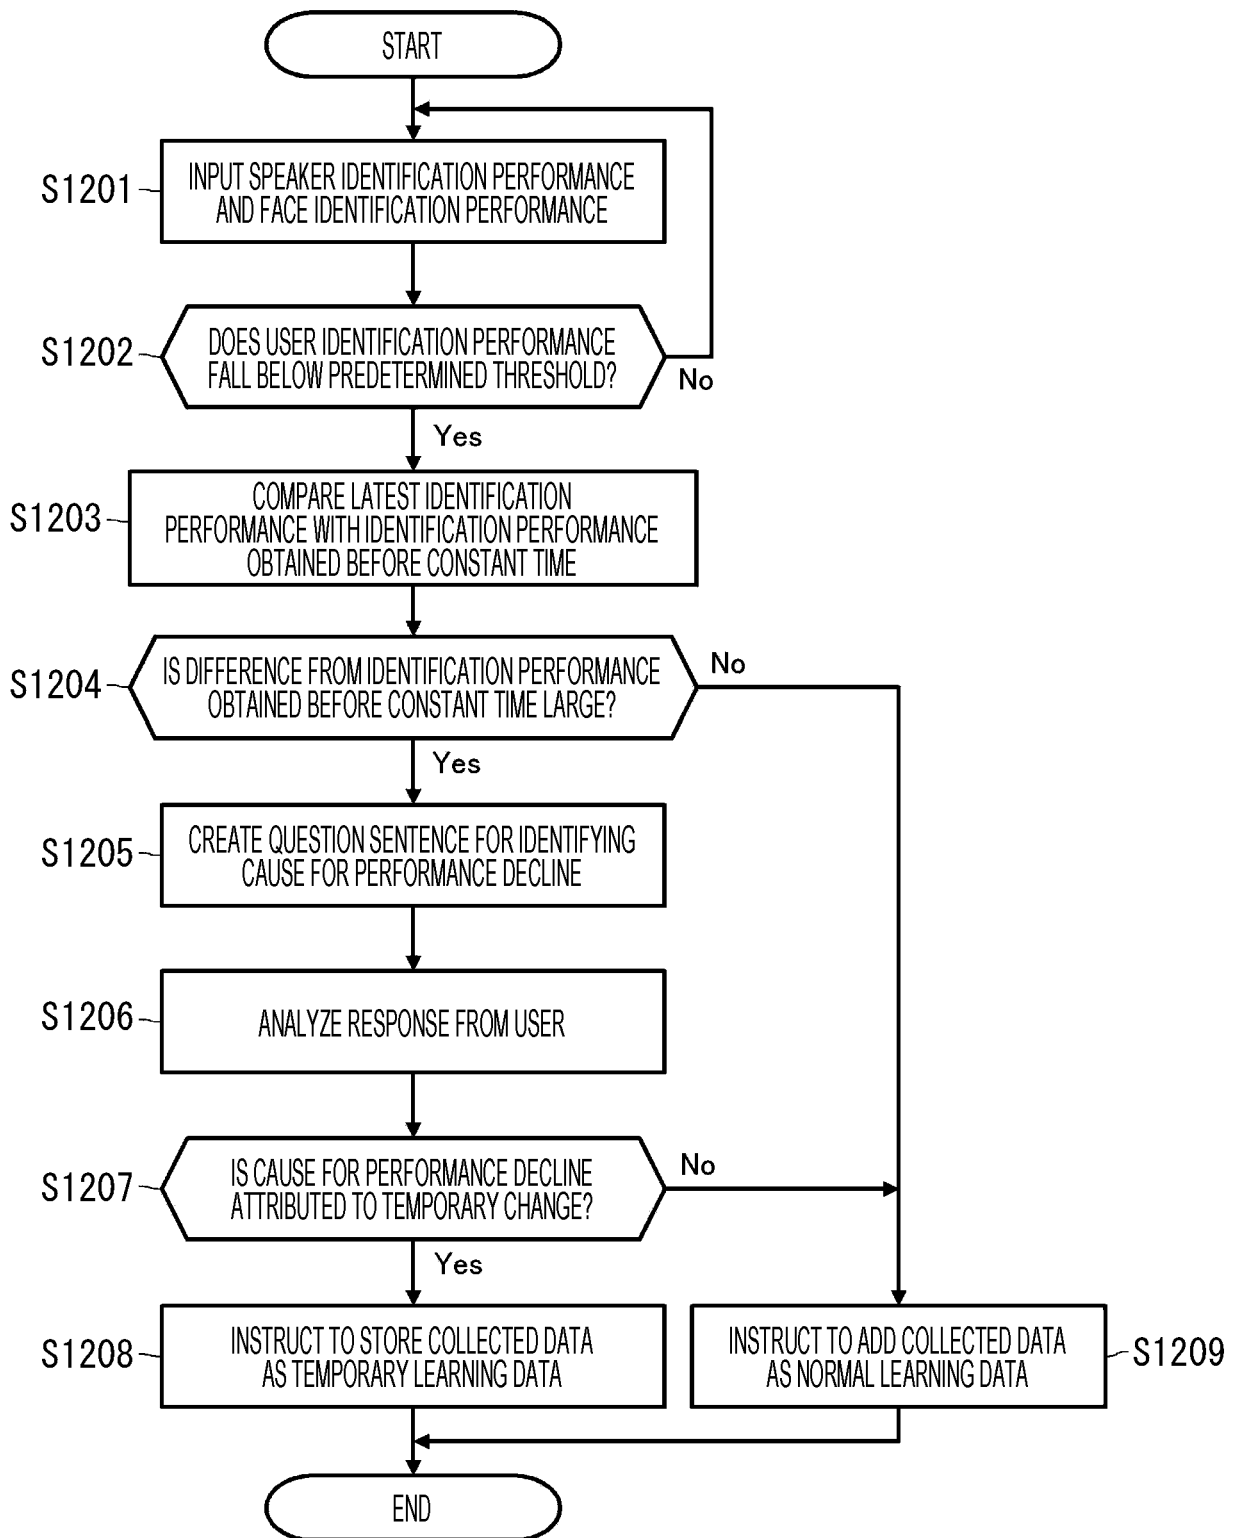 START
S1201
INPUT SPEAKER IDENTIFICATION PERFORMANCE
AND FACE IDENTIFICATION PERFORMANCE
S1202
DOES USER IDENTIFICATION PERFORMANCE
FALL BELOW PREDETERMINED THRESHOLD?
No
Yes
S1203
COMPARE LATEST IDENTIFICATION
PERFORMANCE WITH IDENTIFICATION PERFORMANCE
OBTAINED BEFORE CONSTANT TIME
S1204
IS DIFFERENCE FROM IDENTIFICATION PERFORMANCE
OBTAINED BEFORE CONSTANT TIME LARGE?
No
Yes
S1205
CREATE QUESTION SENTENCE FOR IDENTIFYING
CAUSE FOR PERFORMANCE DECLINE
S1206
ANALYZE RESPONSE FROM USER
S1207
IS CAUSE FOR PERFORMANCE DECLINE
ATTRIBUTED TO TEMPORARY CHANGE?
No
Yes
S1208
INSTRUCT TO STORE COLLECTED DATA
AS TEMPORARY LEARNING DATA
INSTRUCT TO ADD COLLECTED DATA
AS NORMAL LEARNING DATA
S1209
END